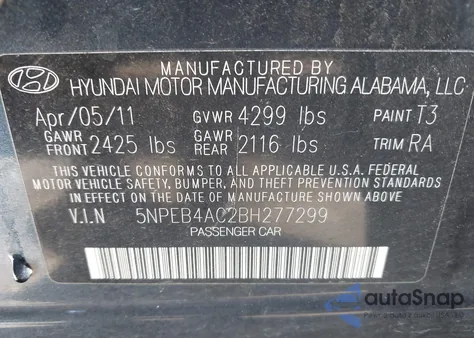 MANUFACTURED BY
HYUNDAI MOTOR MANUFACTURING ALABAMA, LLC
Apr/05/11 GVWR 4299 lbs PAINT T3
GAWR FRONT 2425 lbs GAWR REAR 2116 lbs TRIM RA
THIS VEHICLE CONFORMS TO ALL APPLICABLE U.S.A. FEDERAL
MOTOR VEHICLE SAFETY, BUMPER, AND THEFT PREVENTION
STANDARDS IN EFFECT ON THE DATE OF MANUFACTURE SHOWN ABOVE
V.I.N 5NPEB4AC2BH277299
PASSENGER CAR
autoSnap